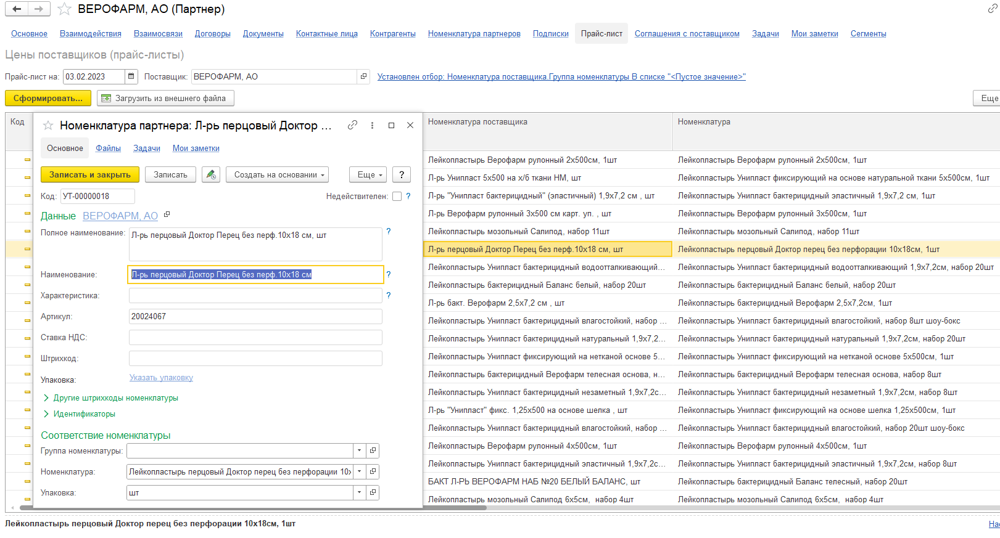 ВЕРОФАРМ, АО (Партнер)
Основное Взаимодействия Взаимосвязи Договоры Документы Контактные лица Контрагенты Номенклатура партнеров Подписки Прайс-лист Соглашения с поставщиком Задачи Мои заметки Сегменты
Цены поставщиков (прайс-листы)
Прайс-лист на: 03.02.2023 Поставщик: ВЕРОФАРМ, АО Установлен отбор: Номенклатура поставщика.Группа номенклатуры В списке "<Пустое значение>"
Сформировать... Загрузить из внешнего файла Еще
Код Номенклатура поставщика Номенклатура
Номенклатура партнера: Л-рь перцовый Доктор ...
Основное Файлы Задачи Мои заметки
Записать и закрыть Записать Создать на основании Еще ?
Код: УТ-00000018 Недействителен: ?
Данные ВЕРОФАРМ, АО
Полное наименование: Л-рь перцовый Доктор Перец без перф.10х18 см, шт ?
Наименование: Л-рь перцовый Доктор Перец без перф.10х18 см ?
Характеристика: ?
Артикул: 20024067
Ставка НДС:
Штрихкод:
Упаковка: Указать упаковку
Другие штрихкоды номенклатуры
Идентификаторы
Соответствие номенклатуры
Группа номенклатуры:
Номенклатура: Лейкопластырь перцовый Доктор перец без перфорации 10х
Упаковка: шт
Лейкопластырь Верофарм рулонный 2х500см, 1шт Лейкопластырь Верофарм рулонный 2х500см, 1шт
Л-рь Унипласт 5х500 на х/б ткани НМ, шт Лейкопластырь Унипласт фиксирующий на основе натуральной ткани 5х500см, 1шт
Л-рь "Унипласт бактерицидный" (эластичный) 1,9х7,2 см , шт Лейкопластырь Унипласт бактерицидный эластичный 1,9х7,2см, 1шт
Л-рь Верофарм рулонный 3х500 см карт. уп. , шт Лейкопластырь Верофарм рулонный 3х500см, 1шт
Лейкопластырь мозольный Салипод, набор 11шт Лейкопластырь мозольный Салипод, набор 11шт
Л-рь перцовый Доктор Перец без перф.10х18 см, шт Лейкопластырь перцовый Доктор перец без перфорации 10х18см, 1шт
Лейкопластырь Унипласт бактерицидный водоотталкивающий... Лейкопластырь Унипласт бактерицидный водоотталкивающий 1,9х7,2см, набор 20шт
Лейкопластырь бактерицидный Баланс белый, набор 20шт Лейкопластырь бактерицидный Баланс белый, набор 20шт
Л-рь бакт. Верофарм 2,5х7,2 см , шт Лейкопластырь бактерицидный Верофарм 2,5х7,2см, 1шт
Лейкопластырь Унипласт бактерицидный влагостойкий, набор ... Лейкопластырь Унипласт бактерицидный влагостойкий, набор 8шт шоу-бокс
Лейкопластырь Унипласт бактерицидный натуральный 1,9х7,2... Лейкопластырь Унипласт бактерицидный натуральный 1,9х7,2см, набор 20шт
Лейкопластырь Унипласт фиксирующий на нетканой основе 5... Лейкопластырь Унипласт фиксирующий на нетканой основе 5х500см, 1шт
Лейкопластырь бактерицидный Верофарм телесная основа, н... Лейкопластырь бактерицидный Верофарм телесная основа, набор 8шт
Лейкопластырь Унипласт бактерицидный незаметный 1,9х7,2с... Лейкопластырь Унипласт бактерицидный незаметный 1,9х7,2см, набор 8шт
Л-рь "Унипласт" фикс. 1,25х500 на основе шелка , шт Лейкопластырь Унипласт фиксирующий на основе шелка 1,25х500см, 1шт
Лейкопластырь Унипласт бактерицидный влагостойкий, набор ... Лейкопластырь Унипласт бактерицидный влагостойкий, набор 20шт шоу-бокс
Лейкопластырь Верофарм рулонный 4х500см, 1шт Лейкопластырь Верофарм рулонный 4х500см, 1шт
Лейкопластырь Унипласт бактерицидный эластичный 1,9х7,2с... Лейкопластырь Унипласт бактерицидный эластичный 1,9х7,2см, набор 8шт
БАКТ Л-РЬ ВЕРОФАРМ НАБ №20 БЕЛЫЙ БАЛАНС, шт Лейкопластырь бактерицидный Баланс телесный, набор 20шт
Лейкопластырь мозольный Салипод 6х5см, набор 4шт Лейкопластырь мозольный Салипод 6х5см, набор 4шт
Лейкопластырь перцовый Доктор перец без перфорации 10х18см, 1шт